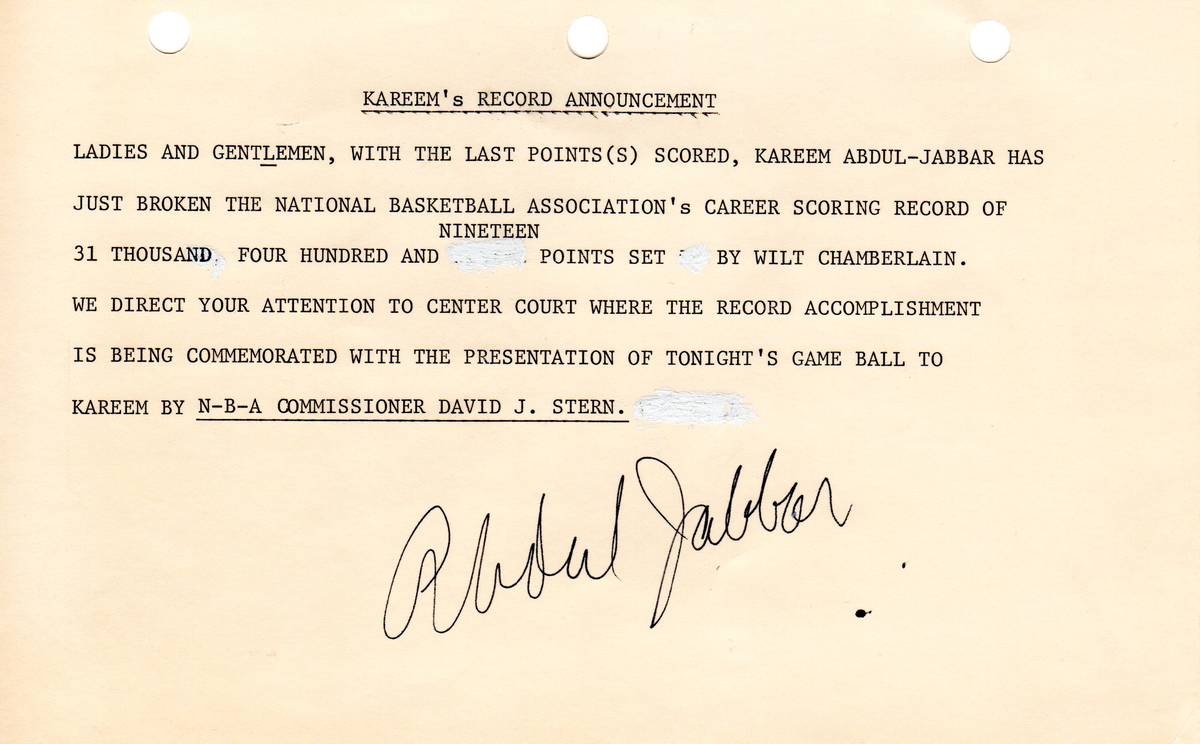 KAREEM's RECORD ANNOUNCEMENT
LADIES AND GENTLEMEN, WITH THE LAST POINTS(S) SCORED, KAREEM ABDUL-JABBAR HAS
JUST BROKEN THE NATIONAL BASKETBALL ASSOCIATION's CAREER SCORING RECORD OF
NINETEEN
31 THOUSAND, FOUR HUNDRED AND POINTS SET BY WILT CHAMBERLAIN.
WE DIRECT YOUR ATTENTION TO CENTER COURT WHERE THE RECORD ACCOMPLISHMENT
IS BEING COMMEMORATED WITH THE PRESENTATION OF TONIGHT'S GAME BALL TO
KAREEM BY N-B-A COMMISSIONER DAVID J. STERN.
Abdul Jabbar